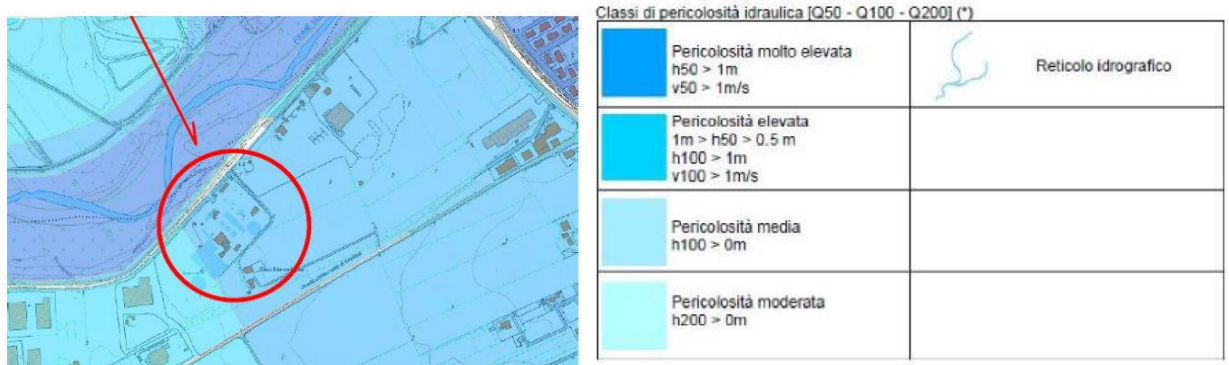 Classi di pericolosità idraulica [Q50 - Q100 - Q200] (*)
Pericolosità molto elevata
h50 > 1m
v50 > 1m/s
Reticolo idrografico
Pericolosità elevata
1m > h50 > 0.5 m
h100 > 1m
v100 > 1m/s
Pericolosità media
h100 > 0m
Pericolosità moderata
h200 > 0m